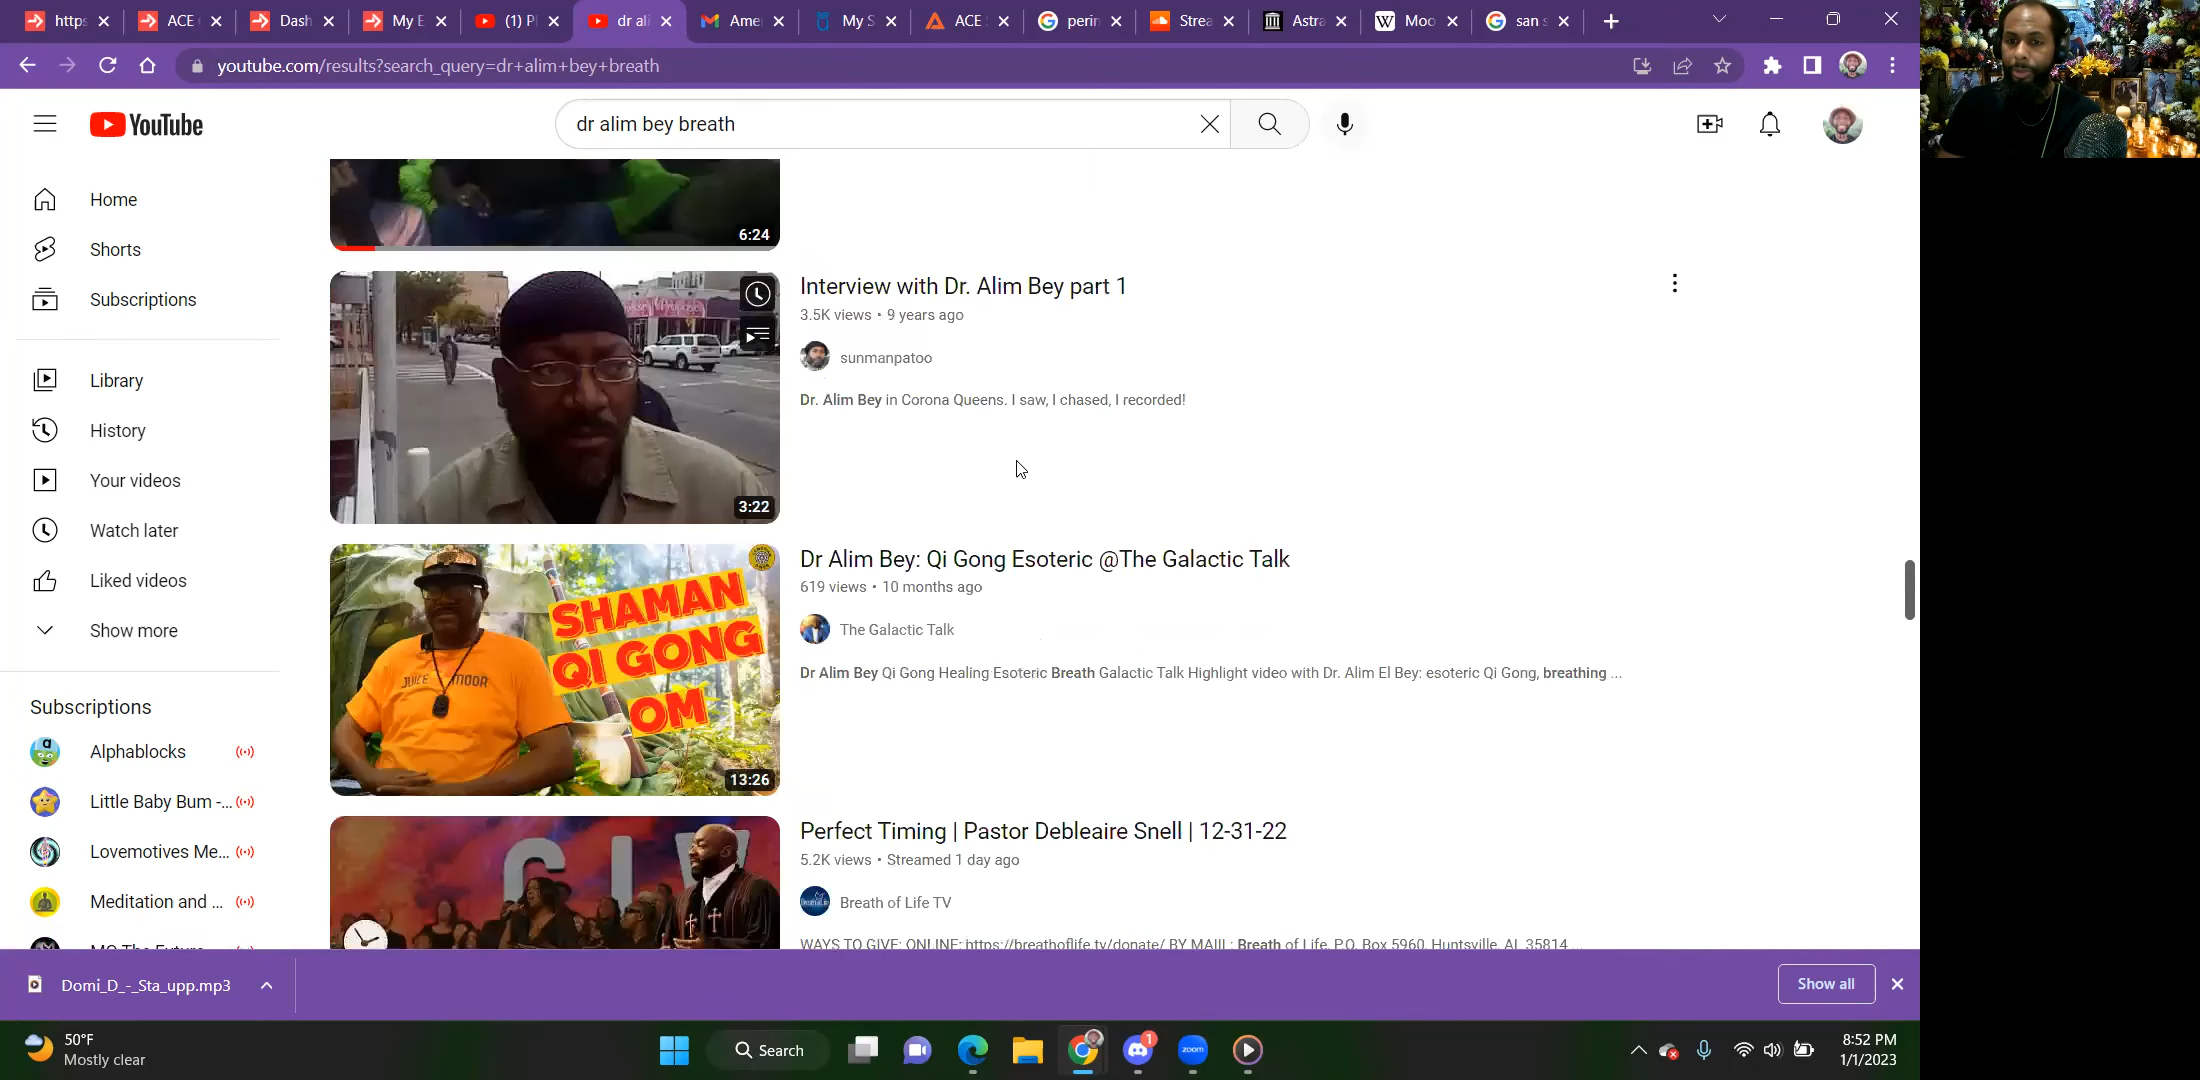 https
ACE
Dash
My E
(1) P
dr ali
Ame
My S
ACE
perin
Strea
Astra
Moo
san s
youtube.com/results?search_query=dr+alim+bey+breath
YouTube
dr alim bey breath
Home
Shorts
Subscriptions
Library
History
Your videos
Watch later
Liked videos
Show more
Subscriptions
Alphablocks
Little Baby Bum -...
Lovemotives Me...
Meditation and ...
MC The Future
6:24
3:22
Interview with Dr. Alim Bey part 1
3.5K views • 9 years ago
sunmanpatoo
Dr. Alim Bey in Corona Queens. I saw, I chased, I recorded!
JUICE MOOR
SHAMAN
QI GONG
OM
13:26
Dr Alim Bey: Qi Gong Esoteric @The Galactic Talk
619 views • 10 months ago
The Galactic Talk
Dr Alim Bey Qi Gong Healing Esoteric Breath Galactic Talk Highlight video with Dr. Alim El Bey: esoteric Qi Gong, breathing ...
Perfect Timing | Pastor Debleaire Snell | 12-31-22
5.2K views • Streamed 1 day ago
Breath of Life TV
WAYS TO GIVE: ONLINE: https://breathoflife.tv/donate/ BY MAIL: Breath of Life, P.O. Box 5960, Huntsville, AL 35814 ...
Domi_D_-_Sta_upp.mp3
Show all
50°F
Mostly clear
Search
1
zoom
8:52 PM
1/1/2023